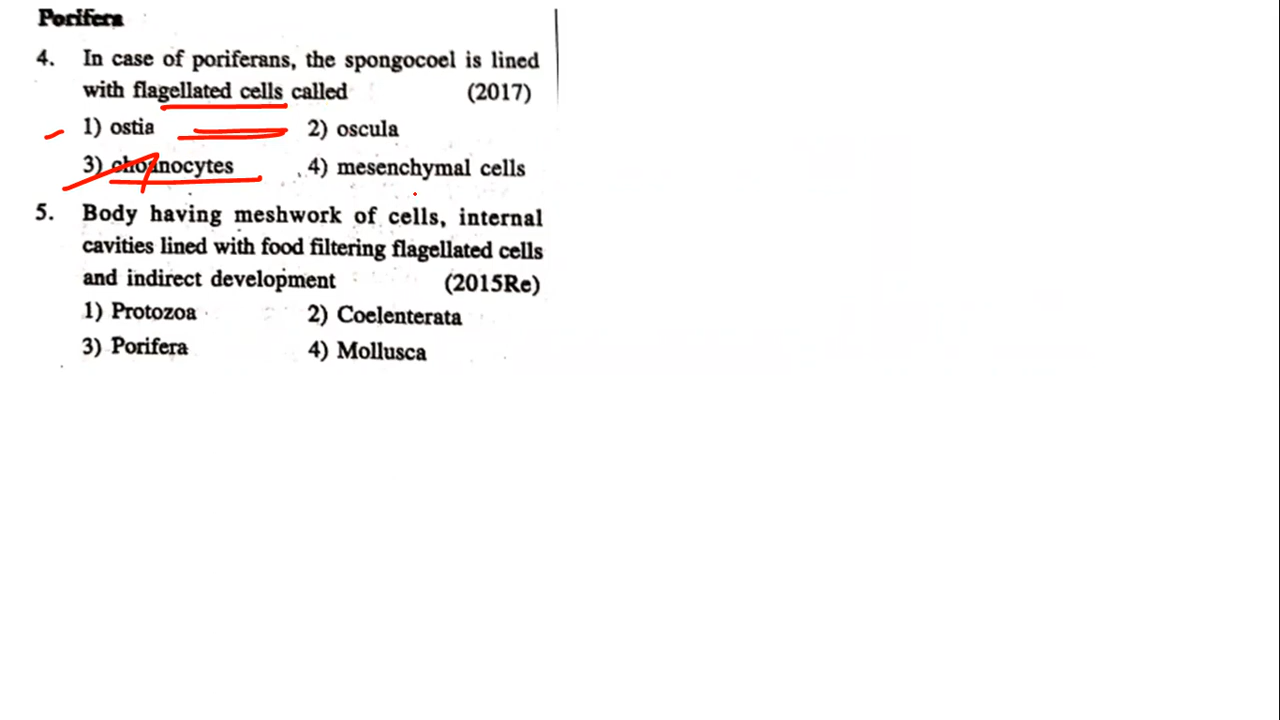 Porifera
4. In case of poriferans, the spongocoel is lined
with flagellated cells called (2017)
1) ostia 2) oscula
3) choanocytes 4) mesenchymal cells
5. Body having meshwork of cells, internal
cavities lined with food filtering flagellated cells
and indirect development (2015Re)
1) Protozoa 2) Coelenterata
3) Porifera 4) Mollusca